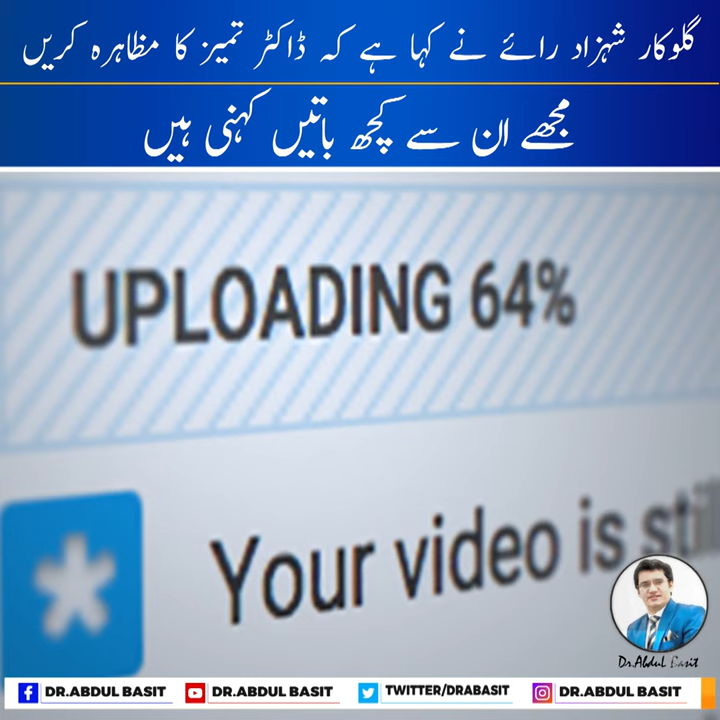 گلوکار شہزاد رائے نے کہا ہے کہ ڈاکٹر تمیز کا مظاہرہ کریں
مجھے ان سے کچھ باتیں کہنی ہیں
UPLOADING 64%
Your video is still
Dr.Abdul Basit
DR.ABDUL BASIT
DR.ABDUL BASIT
TWITTER/DRABASIT
DR.ABDUL BASIT